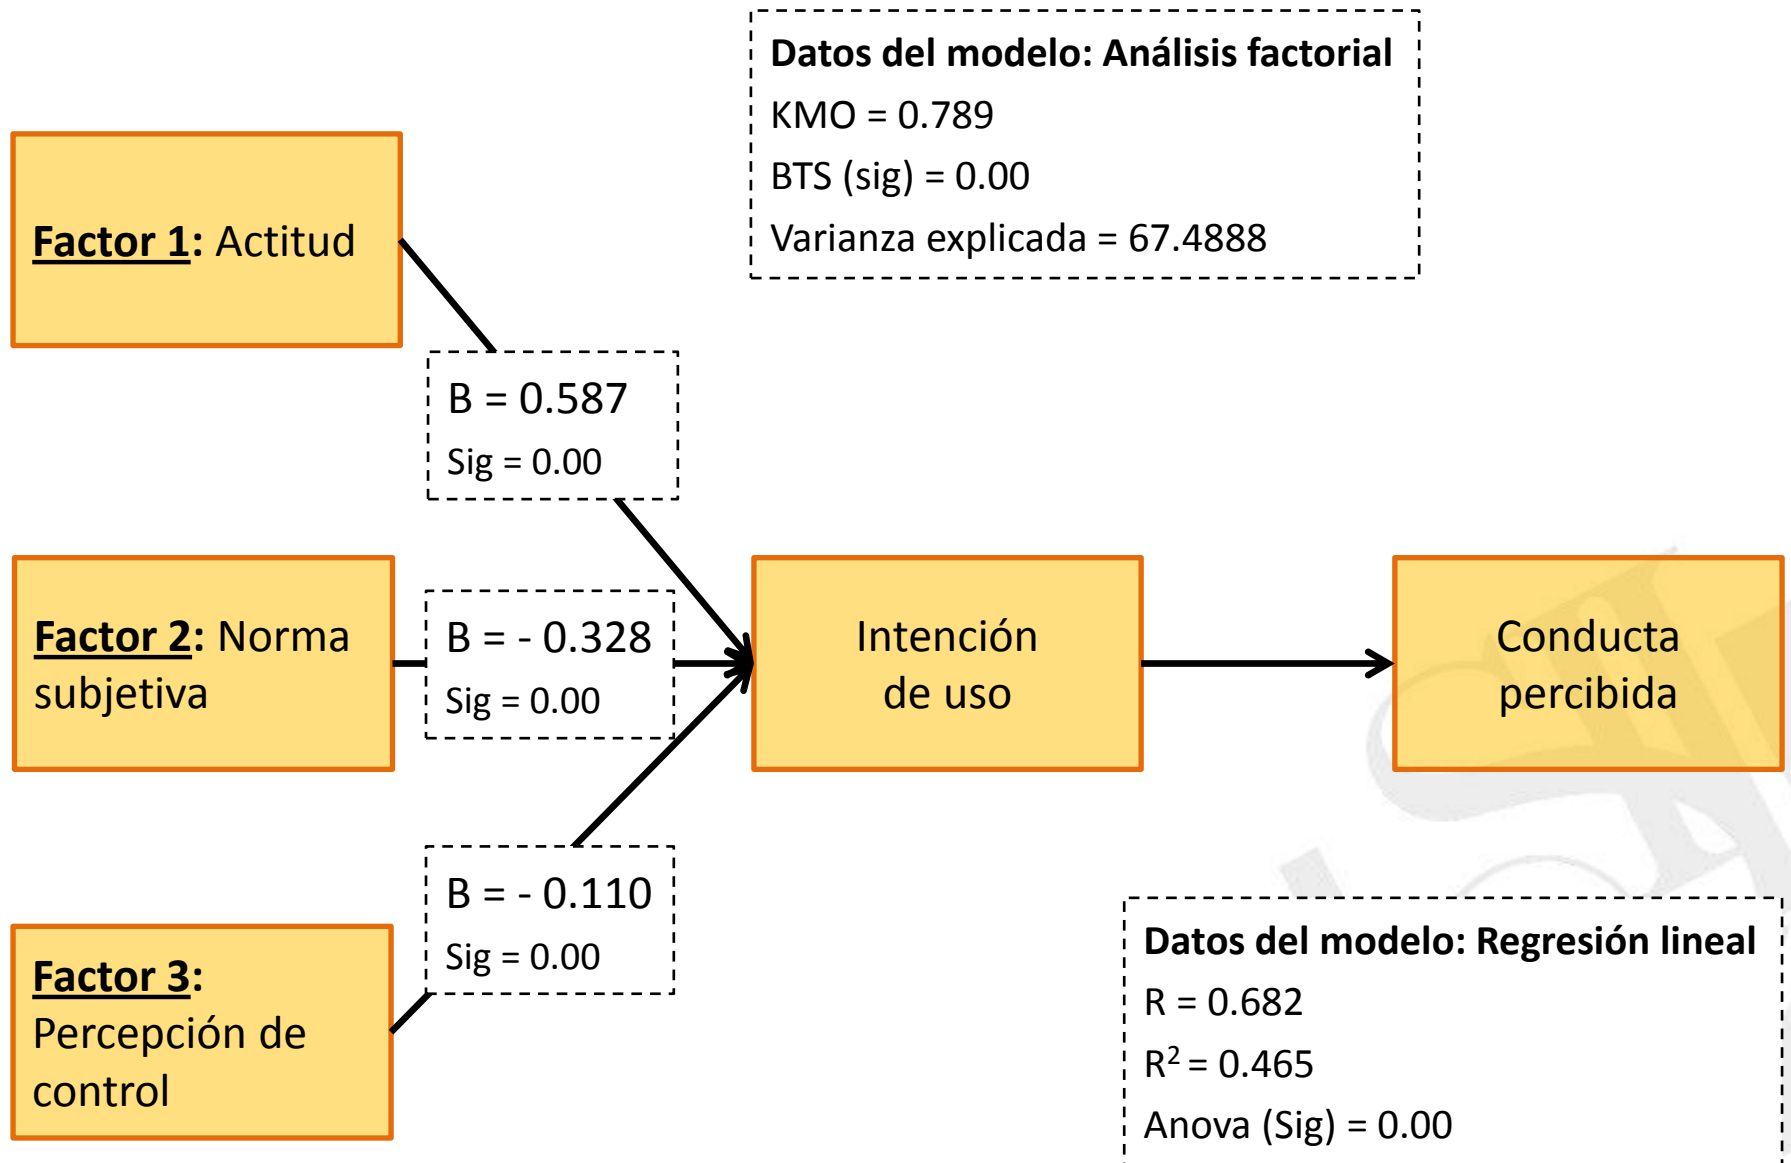 Datos del modelo: Análisis factorial
KMO = 0.789
BTS (sig) = 0.00
Varianza explicada = 67.4888
Factor 1: Actitud
B = 0.587
Sig = 0.00
Factor 2: Norma
subjetiva
B = - 0.328
Sig = 0.00
Intención
de uso
Conducta
percibida
B = - 0.110
Sig = 0.00
Factor 3:
Percepción de
control
Datos del modelo: Regresión lineal
R = 0.682
R² = 0.465
Anova (Sig) = 0.00